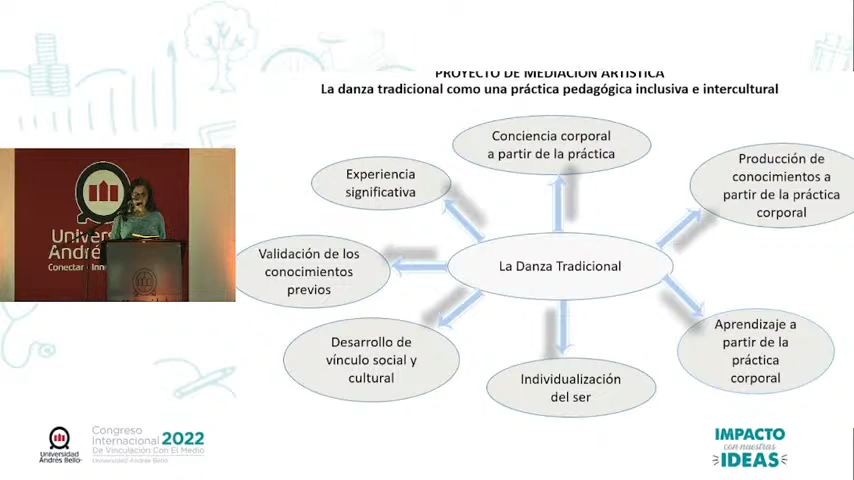 PROYECTO DE MEDIACIÓN ARTÍSTICA
La danza tradicional como una práctica pedagógica inclusiva e intercultural
Conciencia corporal
a partir de la práctica
Experiencia
significativa
Producción de
conocimientos a
partir de la práctica
corporal
Validación de los
conocimientos
previos
La Danza Tradicional
Desarrollo de
vínculo social y
cultural
Individualización
del ser
Aprendizaje a
partir de la
práctica
corporal
Univers
André
Conectar
Universidad
Andrés Bello
Congreso
Internacional 2022
De Vinculación Con El Medio
Universidad Andrés Bello
IMPACTO
con nuestras
IDEAS